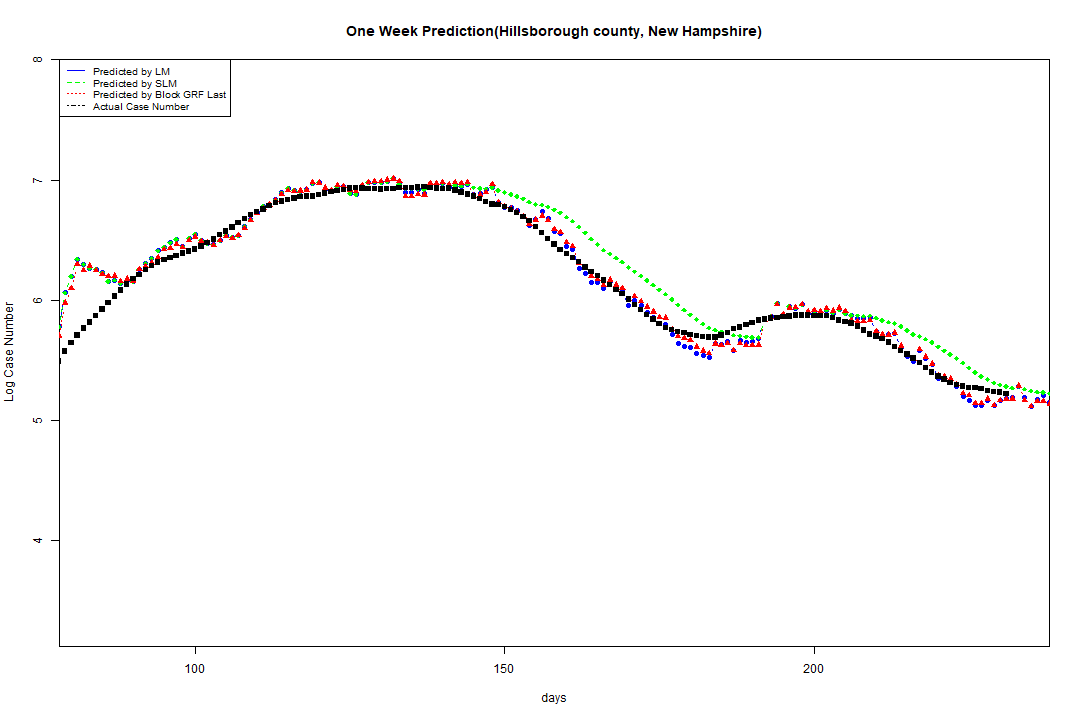 One Week Prediction(Hillsborough county, New Hampshire)
Predicted by LM
Predicted by SLM
Predicted by Block GRF Last
Actual Case Number
8
7
6
5
4
Log Case Number
100 150 200
days